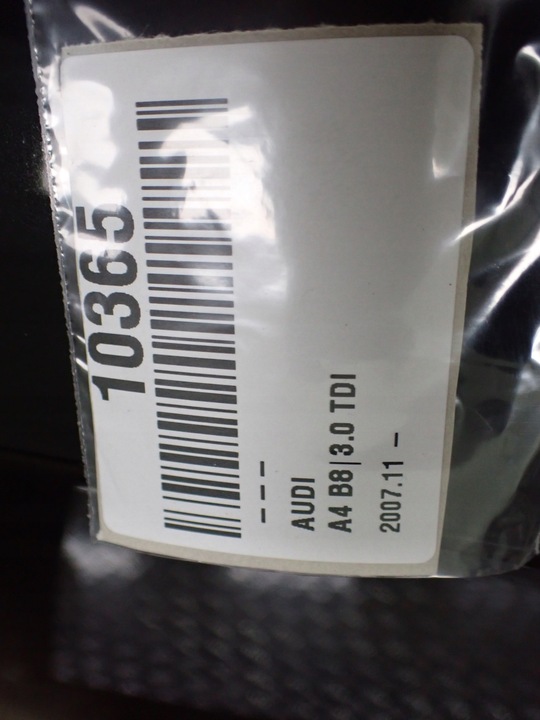 10365
– – –
AUDI
A4 B8|3.0 TDI
2007.11 –